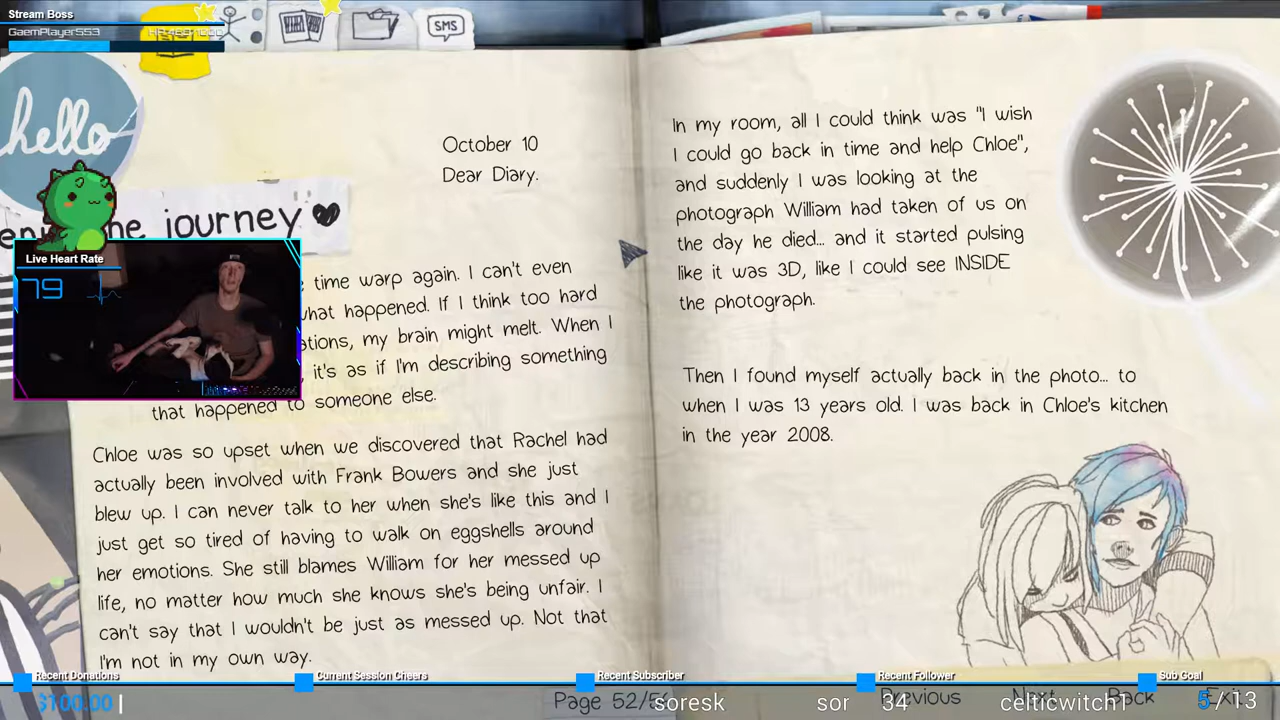 Stream Boss
GaemPlayer553
SMS
hello
October 10
Dear Diary.
the journey
time warp again. I can't even
what happened. If I think too hard
my brain might melt. When I
it's as if I'm describing something
that happened to someone else.
Chloe was so upset when we discovered that Rachel had
actually been involved with Frank Bowers and she just
blew up. I can never talk to her when she's like this and I
just get so tired of having to walk on eggshells around
her emotions. She still blames William for her messed up
life, no matter how much she knows she's being unfair. I
can't say that I wouldn't be just as messed up. Not that
I'm not in my own way.
In my room, all I could think was "I wish
I could go back in time and help Chloe",
and suddenly I was looking at the
photograph William had taken of us on
the day he died... and it started pulsing
like it was 3D, like I could see INSIDE
the photograph.
Then I found myself actually back in the photo... to
when I was 13 years old. I was back in Chloe's kitchen
in the year 2008.
Live Heart Rate
79
Recent Donations
Current Session Cheers
Recent Subscriber
Recent Follower
Sub Goal
$100.00
Page 52/5
soresk
sor
34
Previous
Next
Back
Exit
celticwitch1
5 / 13